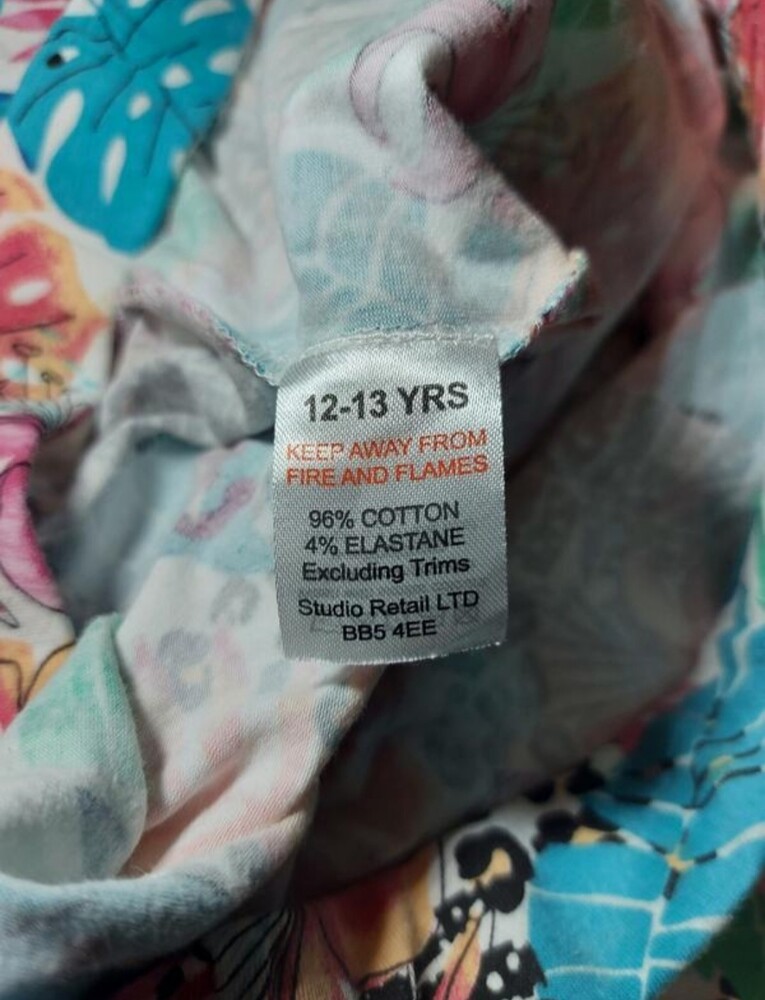 12-13 YRS
KEEP AWAY FROM
FIRE AND FLAMES
96% COTTON
4% ELASTANE
Excluding Trims
Studio Retail LTD
BB5 4EE